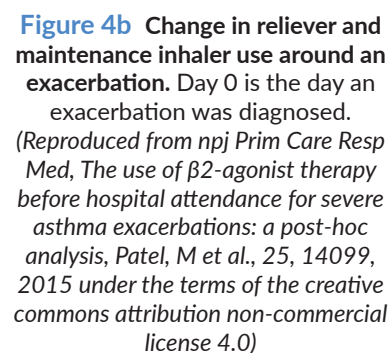 Figure 4b Change in reliever and
maintenance inhaler use around an
exacerbation. Day 0 is the day an
exacerbation was diagnosed.
(Reproduced from npj Prim Care Resp
Med, The use of β2-agonist therapy
before hospital attendance for severe
asthma exacerbations: a post-hoc
analysis, Patel, M et al., 25, 14099,
2015 under the terms of the creative
commons attribution non-commercial
license 4.0)